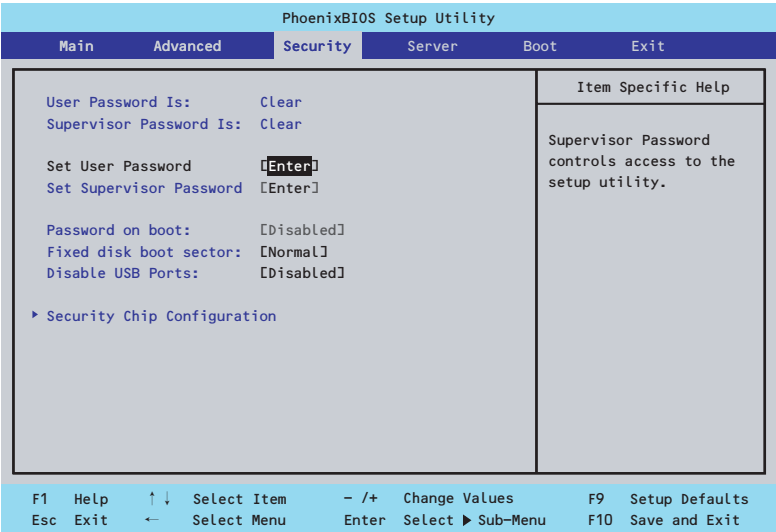 PhoenixBIOS Setup Utility
Main Advanced Security Server Boot Exit
User Password Is: Clear
Supervisor Password Is: Clear
Set User Password [Enter]
Set Supervisor Password [Enter]
Password on boot: [Disabled]
Fixed disk boot sector: [Normal]
Disable USB Ports: [Disabled]
▸ Security Chip Configuration
Item Specific Help
Supervisor Password
controls access to the
setup utility.
F1 Help ↑↓ Select Item – /+ Change Values F9 Setup Defaults
Esc Exit ← Select Menu Enter Select ▶ Sub-Menu F10 Save and Exit